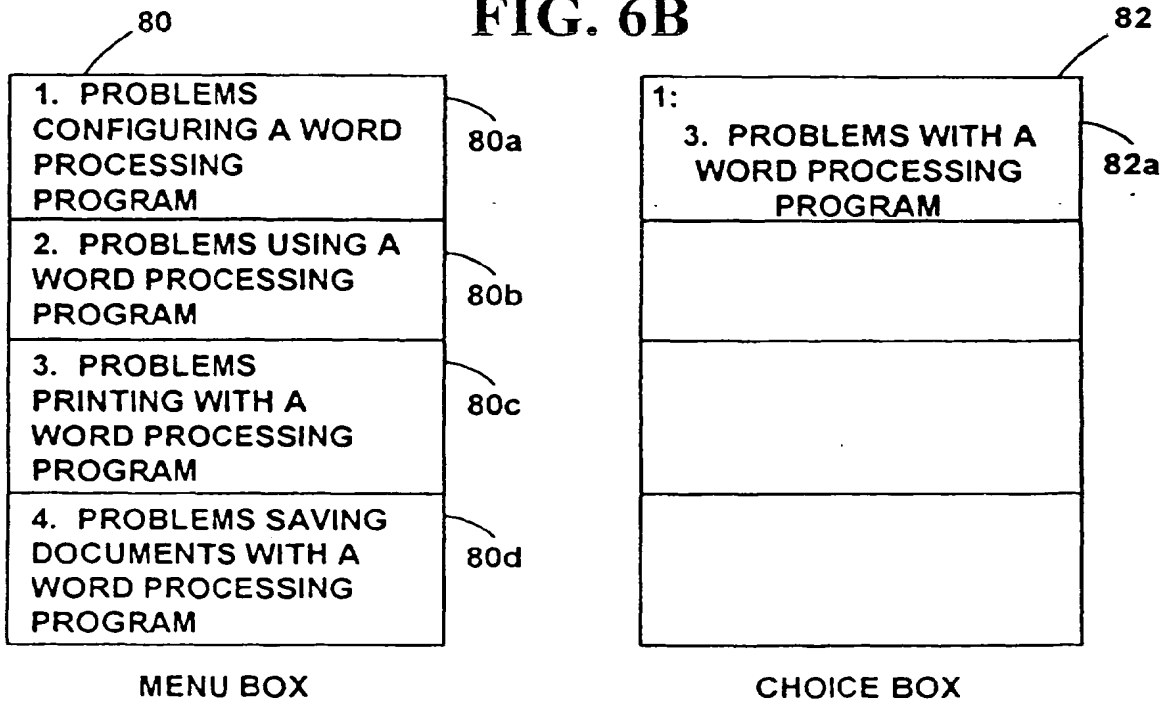 FIG. 6B
80
82
1. PROBLEMS
CONFIGURING A WORD
PROCESSING
PROGRAM
80a
2. PROBLEMS USING A
WORD PROCESSING
PROGRAM
80b
3. PROBLEMS
PRINTING WITH A
WORD PROCESSING
PROGRAM
80c
4. PROBLEMS SAVING
DOCUMENTS WITH A
WORD PROCESSING
PROGRAM
80d
MENU BOX
1:
3. PROBLEMS WITH A
WORD PROCESSING
PROGRAM
82a
CHOICE BOX